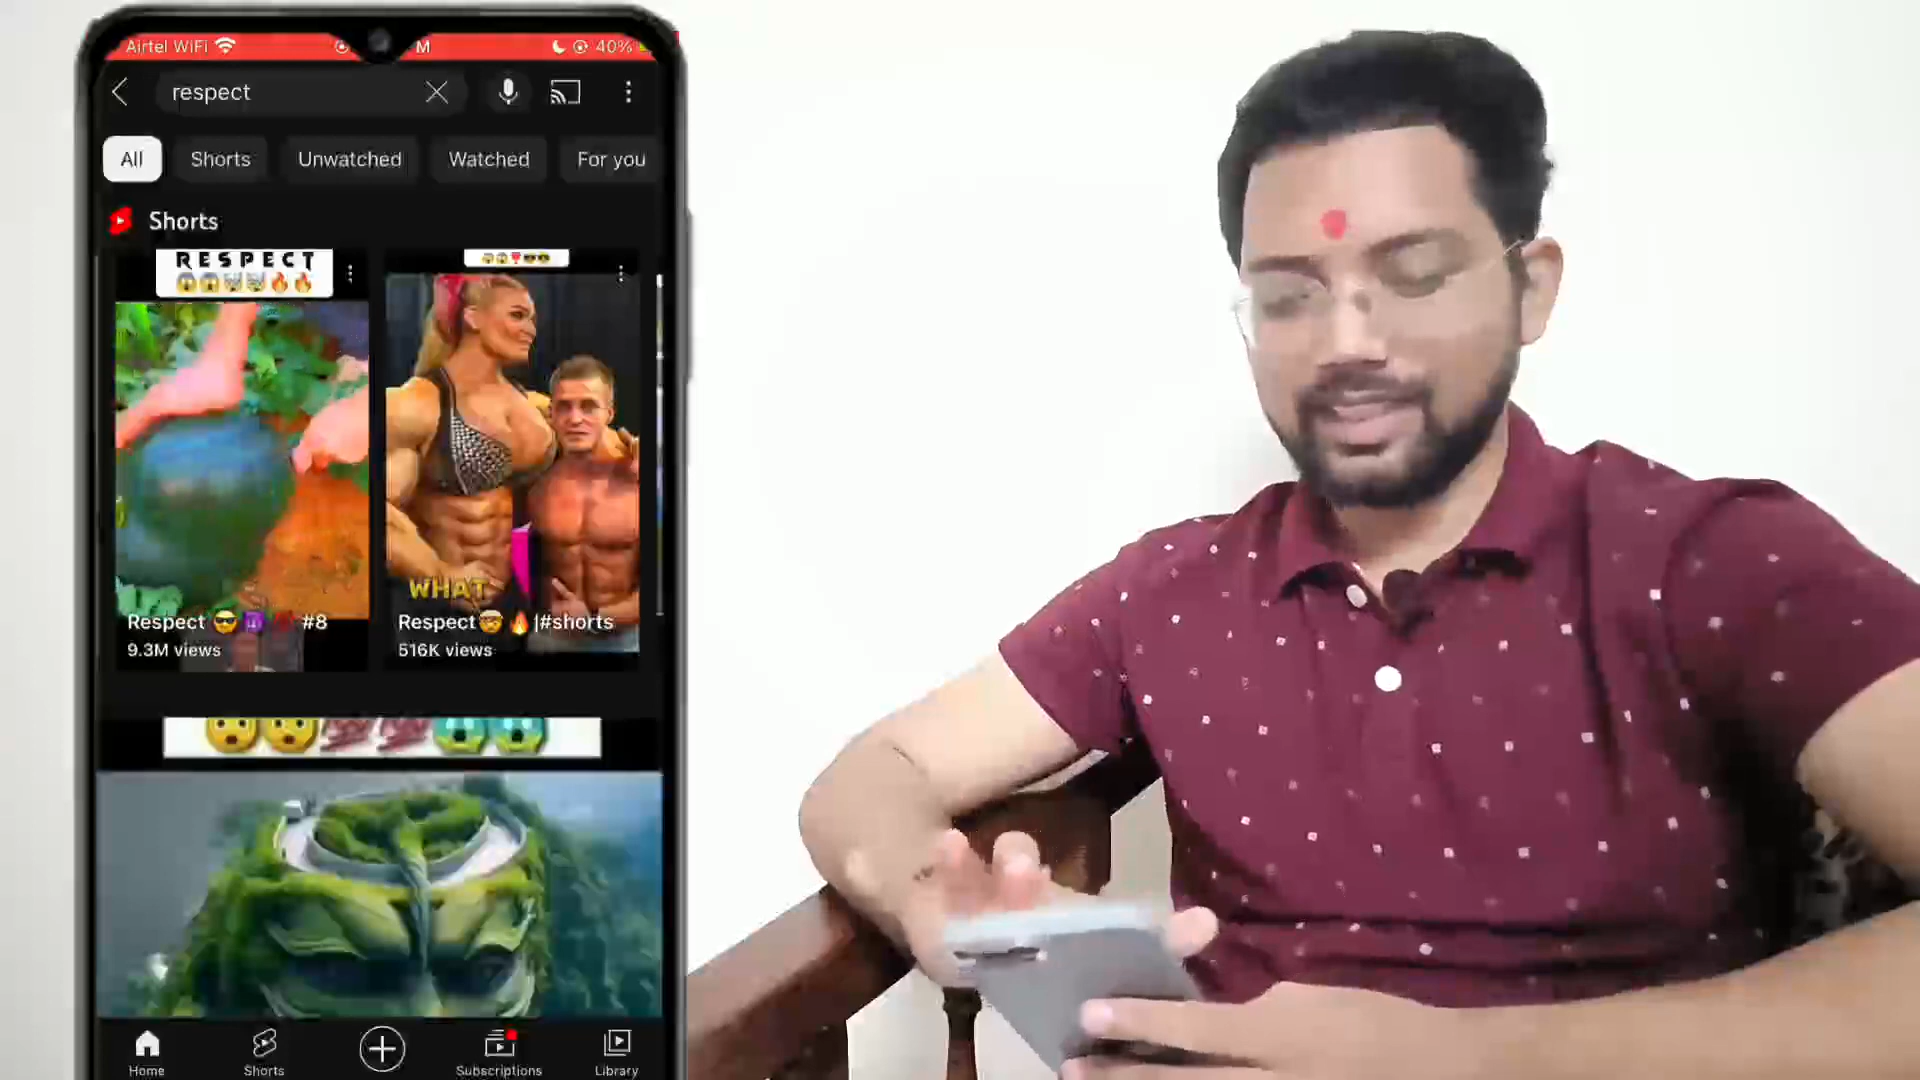 Airtel WiFi
M
40%
respect
All
Shorts
Unwatched
Watched
For you
Shorts
RESPECT
😱😱🤯🤯🔥🔥
WHAT
Respect 😎😈💯 #8
9.3M views
Respect🤯🔥|#shorts
516K views
😲😲💯💯😱😱
Home
Shorts
Subscriptions
Library